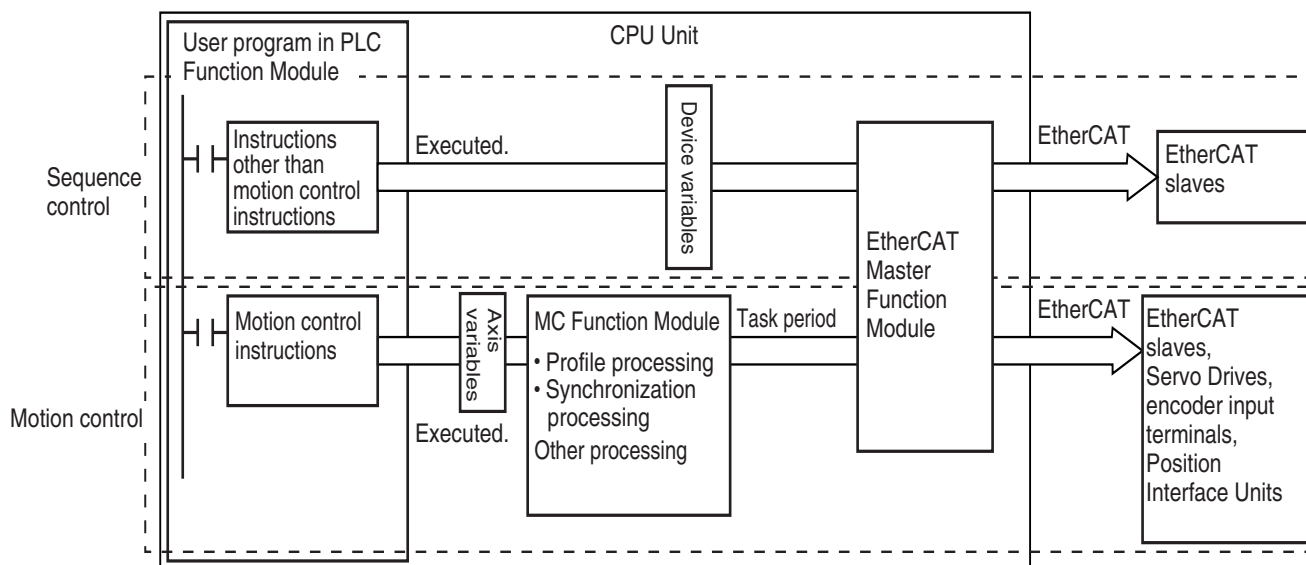 CPU Unit
User program in PLC
Function Module
Sequence
control
Instructions
other than
motion control
instructions
Executed.
Device variables
EtherCAT
Master
Function
Module
EtherCAT
EtherCAT
slaves
Motion control
Motion control
instructions
Axis
variables
Executed.
MC Function Module
• Profile processing
• Synchronization
processing
Other processing
Task period
EtherCAT
EtherCAT
slaves,
Servo Drives,
encoder input
terminals,
Position
Interface Units